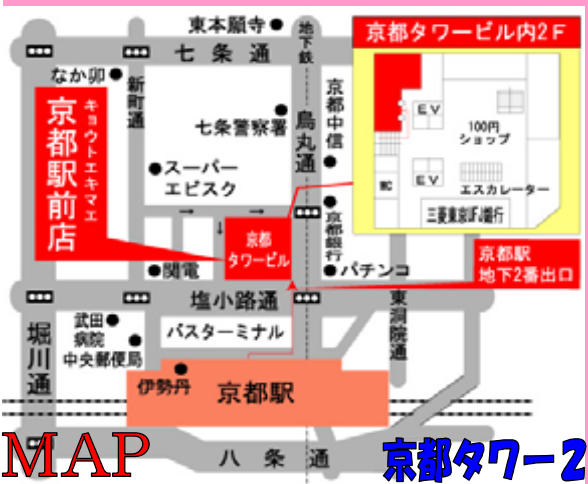 東本願寺
地下鉄
七条通
なか卯
新町通
七条警察署
烏丸通
京都中信
スーパー
エビスク
キョウトエキマエ
京都駅前店
京都
タワービル
京都銀行
関電
パチンコ
塩小路通
東洞院通
武田
病院
中央郵便局
バスターミナル
堀川通
伊勢丹
京都駅
八条通
京都タワービル内2F
EV
100円
ショップ
WC
EV
エスカレーター
三菱東京UFJ銀行
京都駅
地下2番出口
MAP
京都タワー2